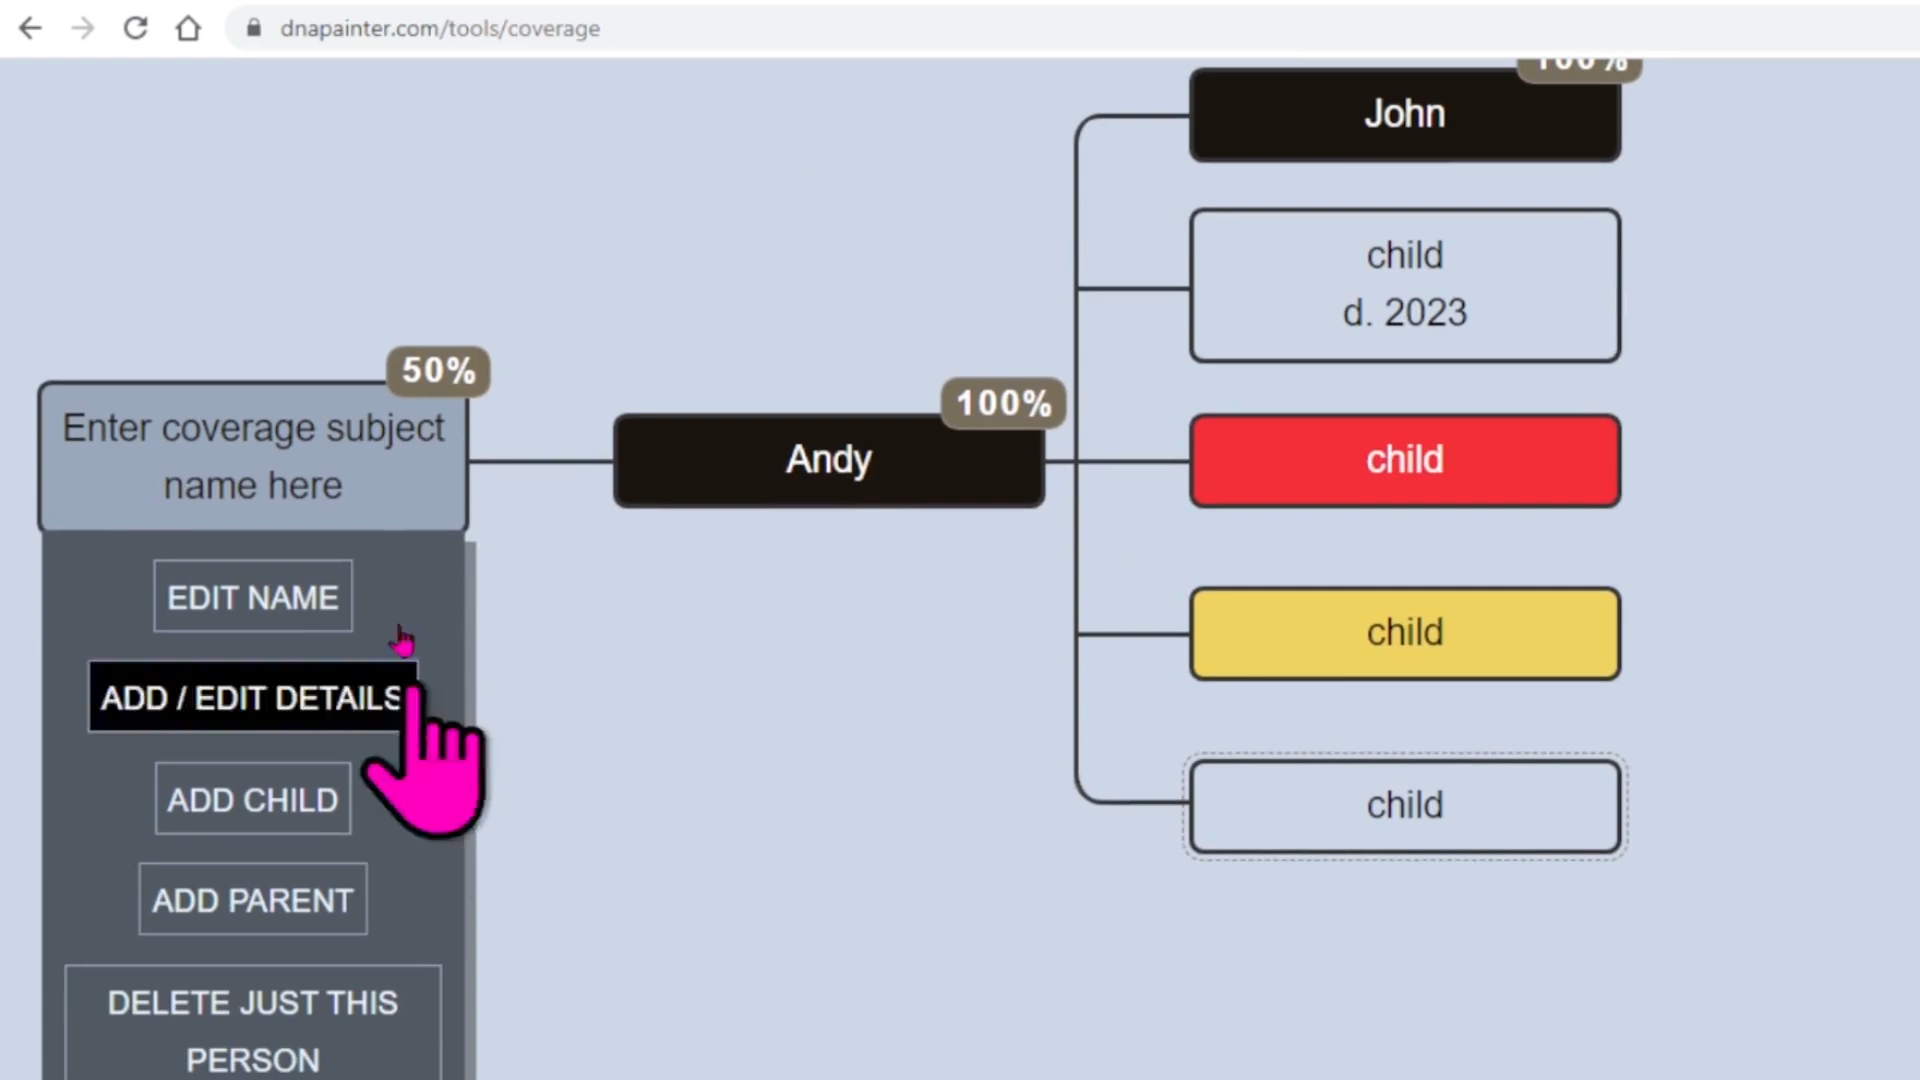 dnapainter.com/tools/coverage
100%
John
child
d. 2023
50%
Enter coverage subject
name here
100%
Andy
child
EDIT NAME
child
ADD / EDIT DETAILS
ADD CHILD
child
ADD PARENT
DELETE JUST THIS
PERSON